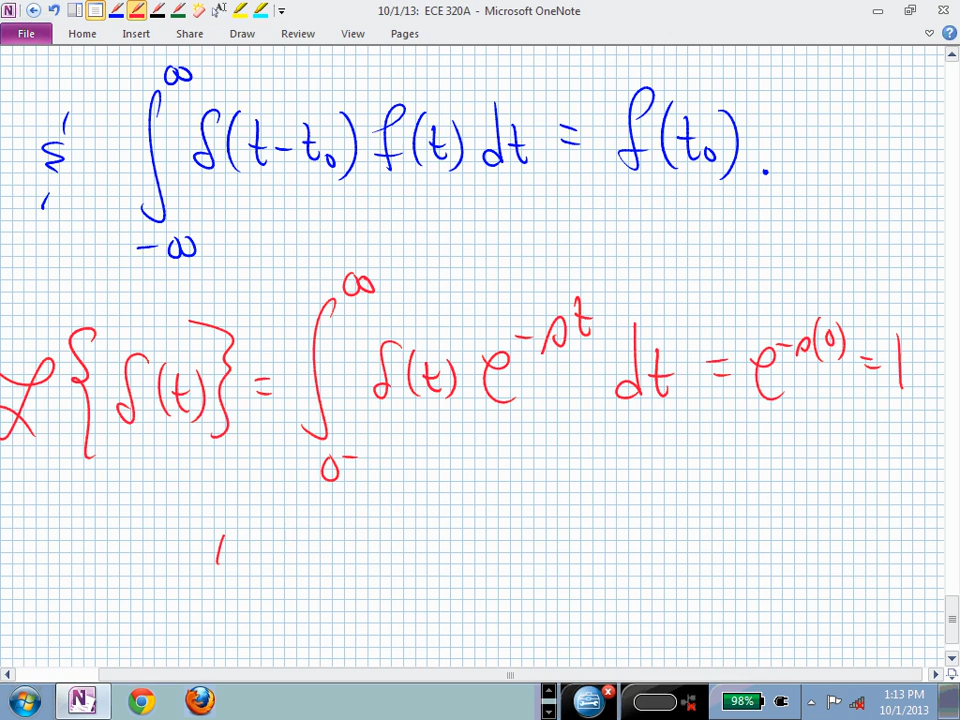 10/1/13: ECE 320A - Microsoft OneNote
File Home Insert Share Draw Review View Pages
∫_{-∞}^{∞} δ(t-t₀) f(t) dt = f(t₀).
ℒ{δ(t)} = ∫_{0⁻}^{∞} δ(t) e^{-st} dt = e^{-s(0)} = 1
98%
1:13 PM
10/1/2013